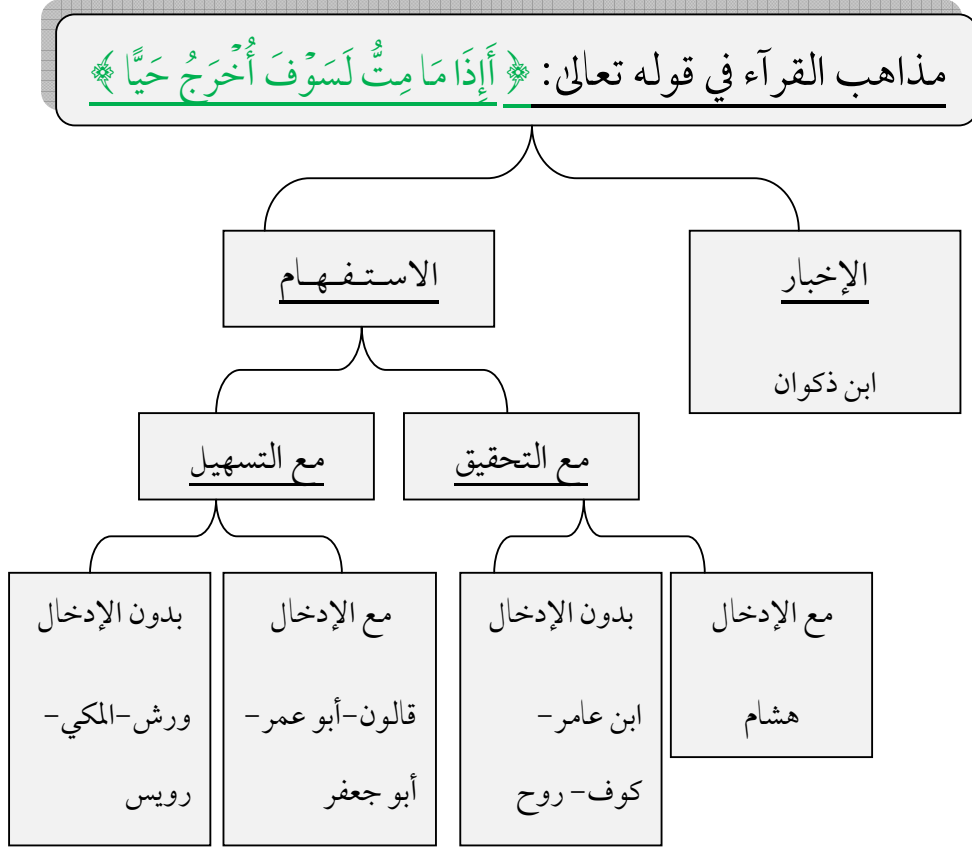 مذاهب القرآء في قوله تعالىٰ: ﴿ أَإِذَا مَا مِتُّ لَسَوْفَ أُخْرَجُ حَيًّا ﴾
الإخبار
ابن ذكوان
الاستفهام
مع التحقيق
مع التسهيل
مع الإدخال
هشام
بدون الإدخال
ابن عامر-
كوف- روح
مع الإدخال
قالون-أبو عمر-
أبو جعفر
بدون الإدخال
ورش-المكي-
رويس